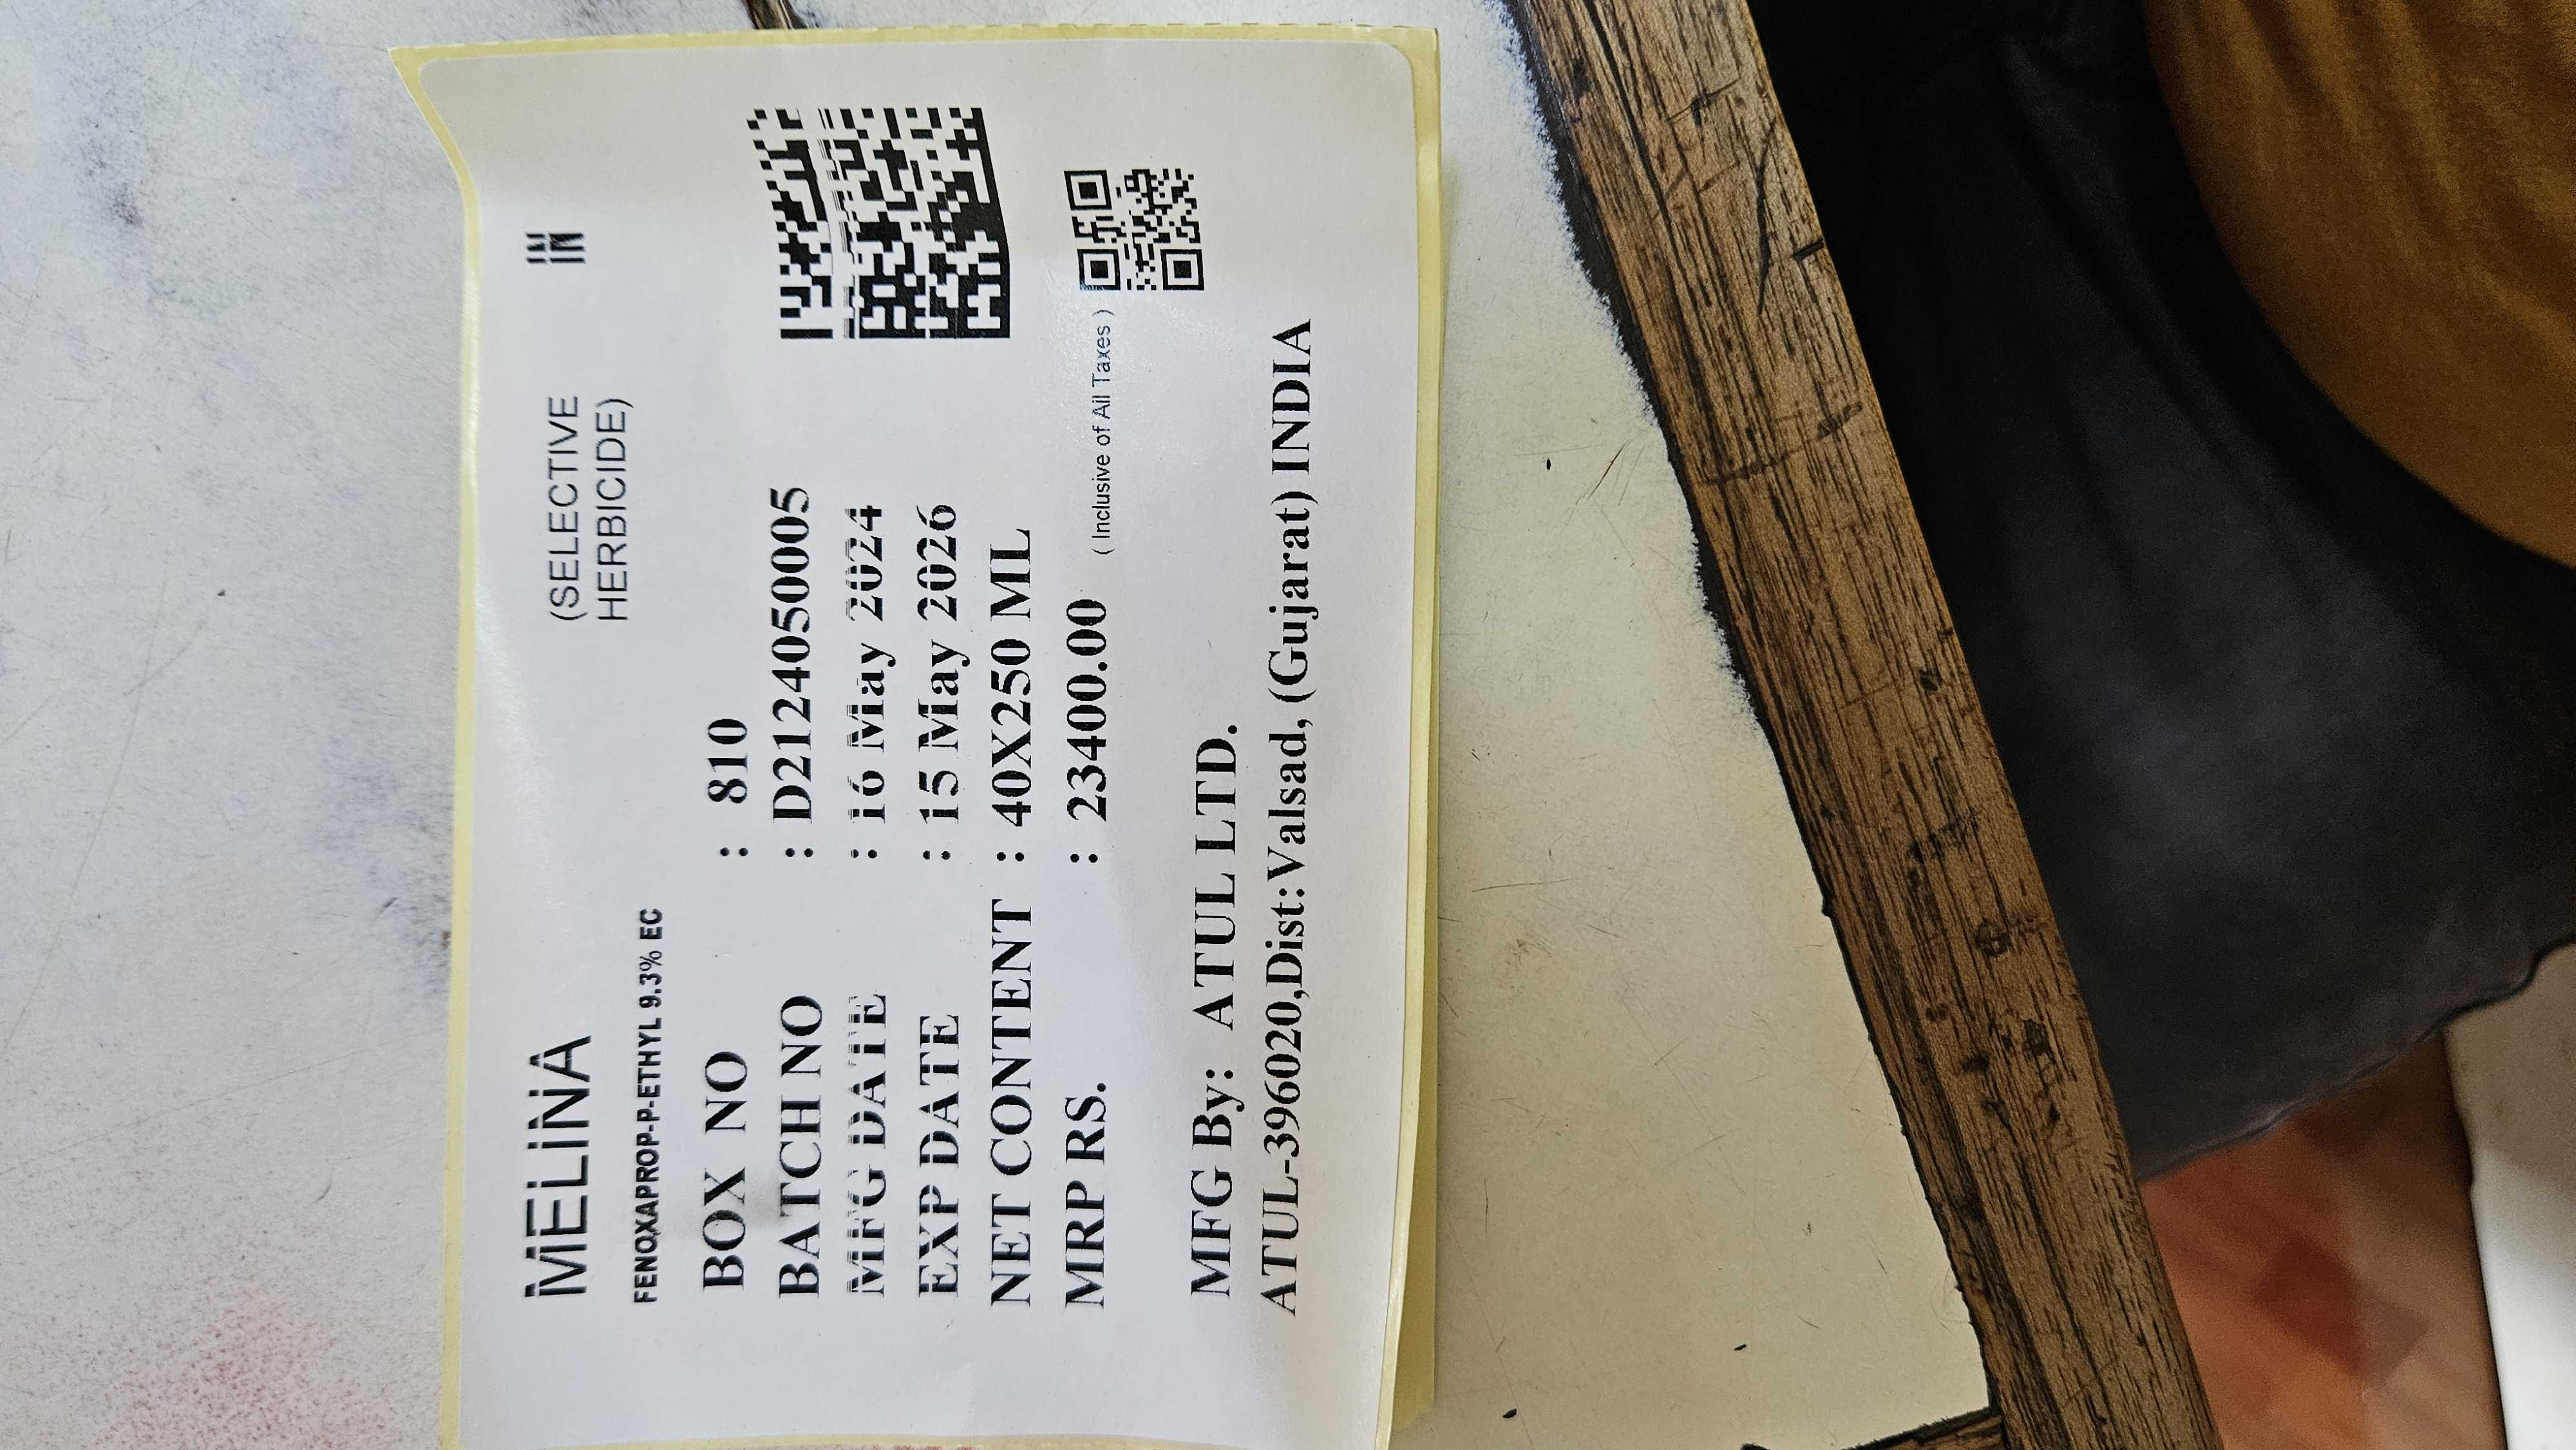 MELINA
(SELECTIVE
HERBICIDE)
IN
FENOXAPROP-P-ETHYL 9.3% EC
BOX NO : 810
BATCH NO : D2124050005
MFG DATE : 16 May 2024
EXP DATE : 15 May 2026
NET CONTENT : 40X250 ML
MRP RS. : 23400.00 ( Inclusive of All Taxes )
MFG By: ATUL LTD.
ATUL-396020,Dist:Valsad, (Gujarat) INDIA